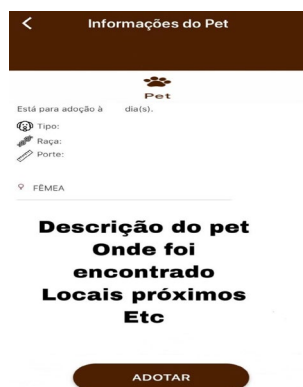 Informações do Pet
Pet
Está para adoção à dia(s).
Tipo:
Raça:
Porte:
FÊMEA
Descrição do pet
Onde foi
encontrado
Locais próximos
Etc
ADOTAR